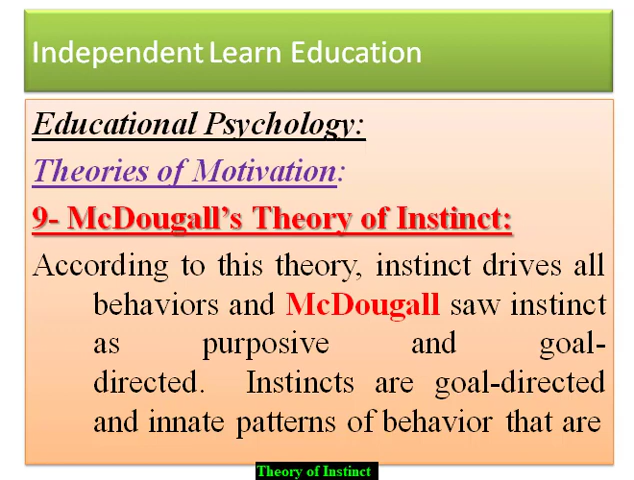 Independent Learn Education
Educational Psychology:
Theories of Motivation:
9- McDougall’s Theory of Instinct:
According to this theory, instinct drives all
behaviors and McDougall saw instinct
as purposive and goal-
directed. Instincts are goal-directed
and innate patterns of behavior that are
Theory of Instinct